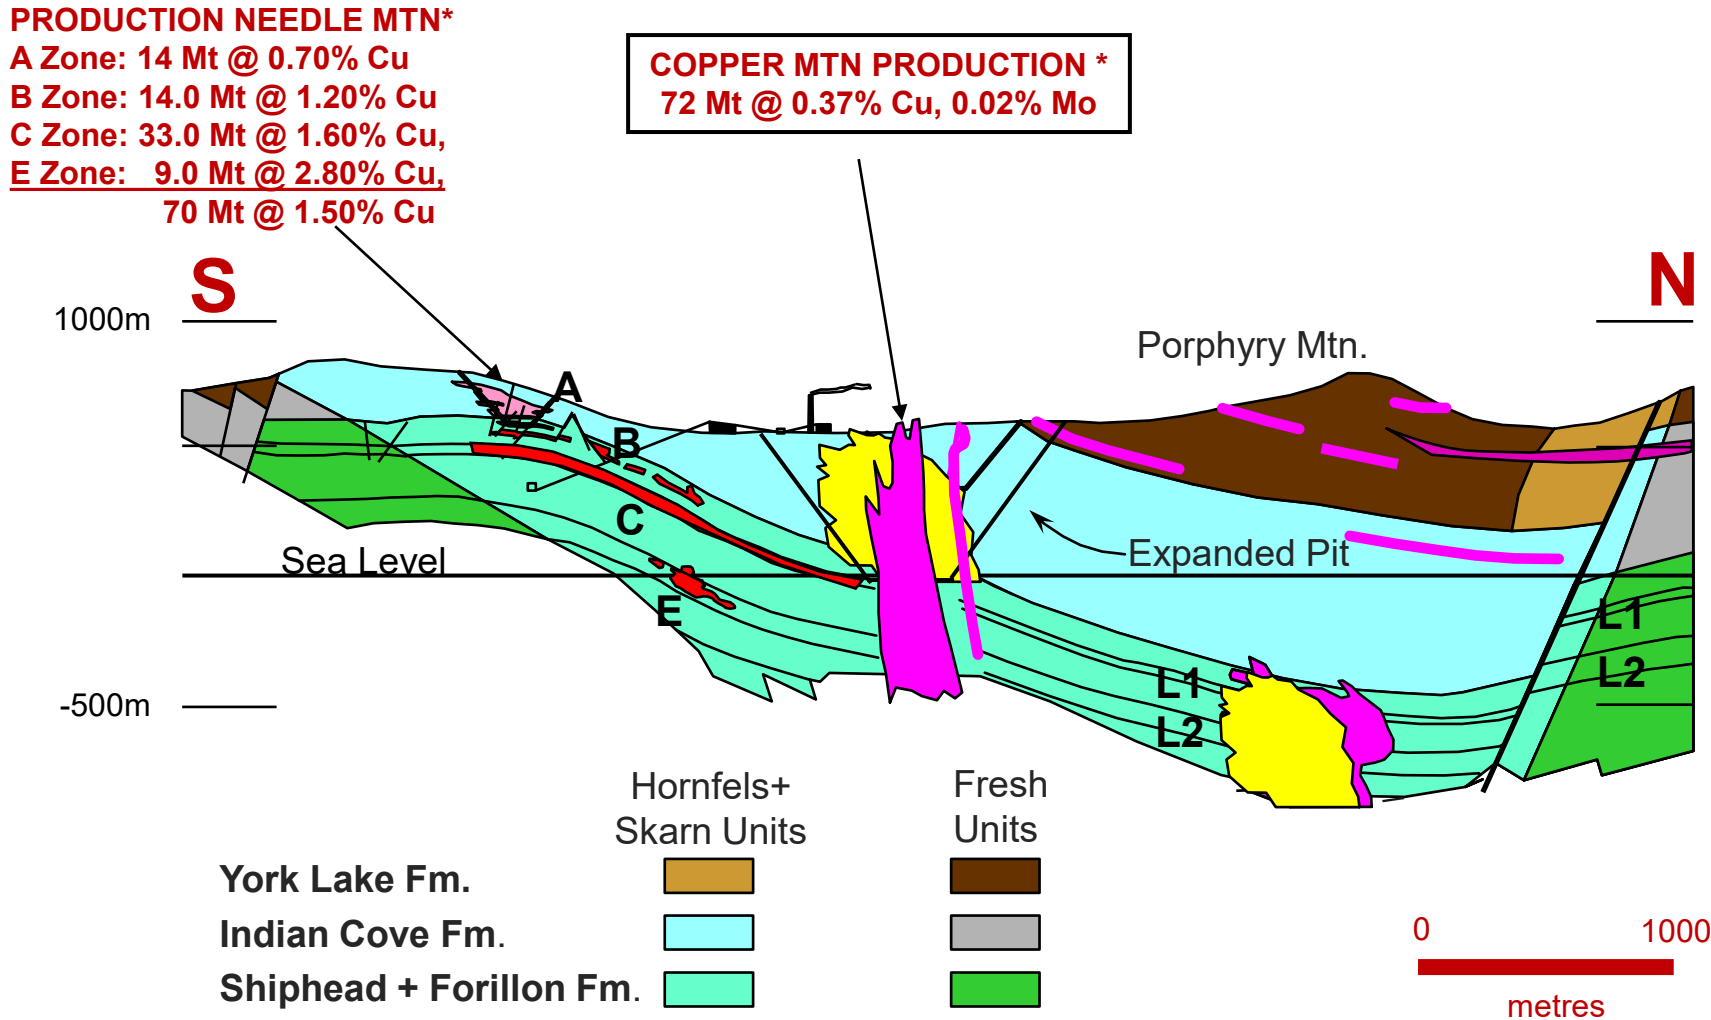 PRODUCTION NEEDLE MTN*
A Zone: 14 Mt @ 0.70% Cu
B Zone: 14.0 Mt @ 1.20% Cu
C Zone: 33.0 Mt @ 1.60% Cu,
E Zone: 9.0 Mt @ 2.80% Cu,
70 Mt @ 1.50% Cu
COPPER MTN PRODUCTION *
72 Mt @ 0.37% Cu, 0.02% Mo
S
N
1000m
Porphyry Mtn.
A
B
C
Expanded Pit
Sea Level
E
L1
L2
L1
L2
-500m
Hornfels+
Skarn Units
Fresh
Units
York Lake Fm.
Indian Cove Fm.
Shiphead + Forillon Fm.
0 1000
metres